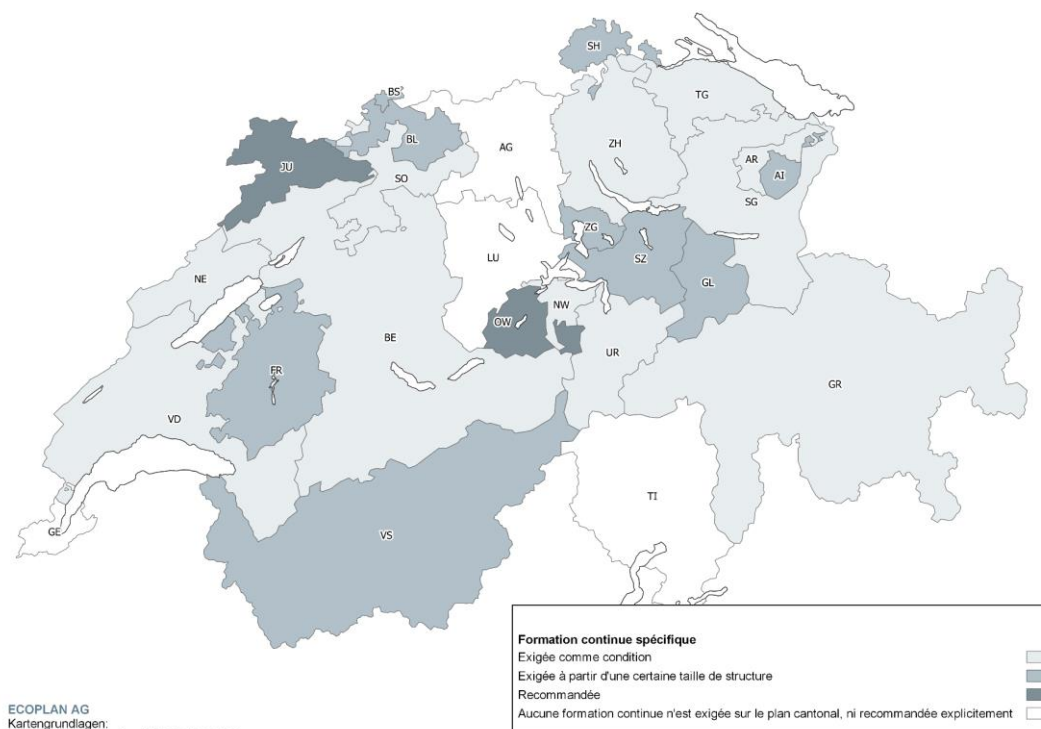 SH
BS
TG
BL
AG
ZH
JU
SO
AR
AI
SG
ZG
NE
LU
SZ
GL
NW
OW
BE
UR
FR
GR
VD
TI
GE
VS
Formation continue spécifique
Exigée comme condition
Exigée à partir d'une certaine taille de structure
Recommandée
Aucune formation continue n'est exigée sur le plan cantonal, ni recommandée explicitement
ECOPLAN AG
Kartengrundlagen: